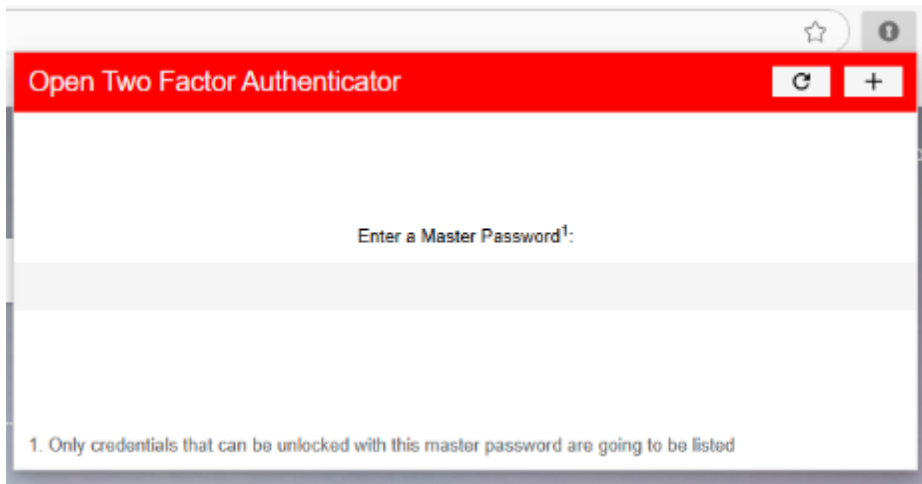 Open Two Factor Authenticator
Enter a Master Password¹:
1. Only credentials that can be unlocked with this master password are going to be listed